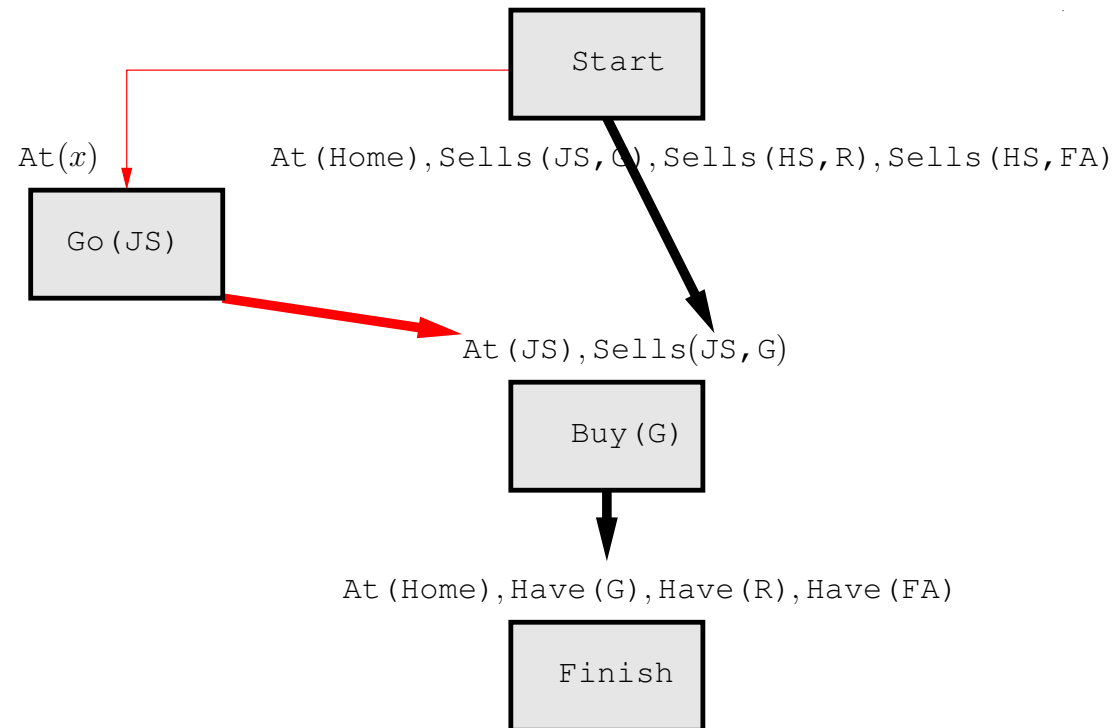 Start
At(x)
At(Home),Sells(JS,G),Sells(HS,R),Sells(HS,FA)
Go(JS)
At(JS),Sells(JS,G)
Buy(G)
At(Home),Have(G),Have(R),Have(FA)
Finish